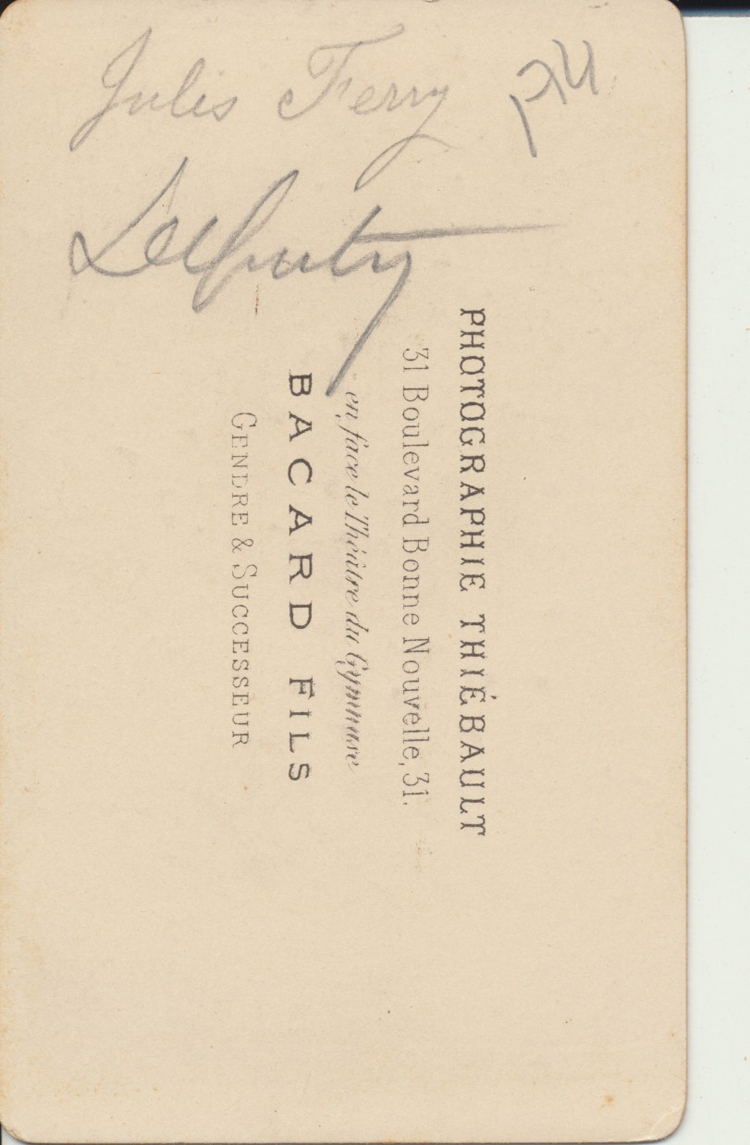 Jules Ferry
Deputy
PHOTOGRAPHIE THIÉBAULT
31 Boulevard Bonne Nouvelle, 31.
en face le Théâtre du Gymnase
BACARD FILS
GENDRE & SUCCESSEUR